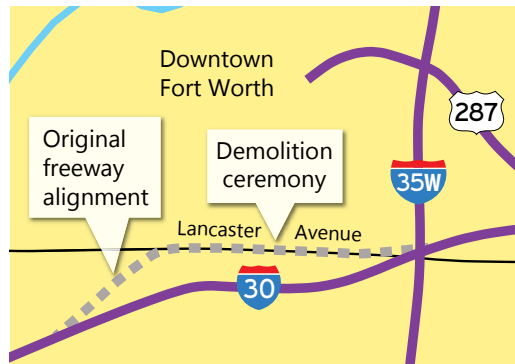 Downtown
Fort Worth
287
Original
freeway
alignment
Demolition
ceremony
35W
Lancaster Avenue
30